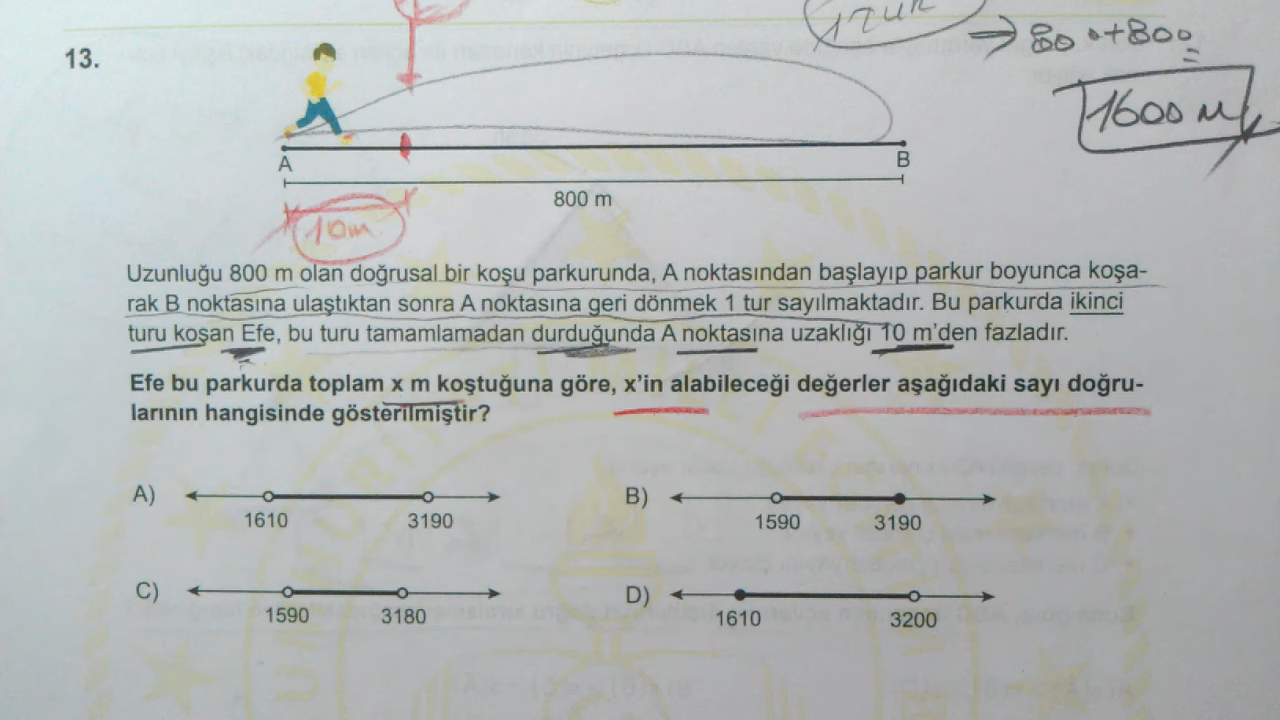 1 TUR
→ 800+800
1600 M
13.
A
B
800 m
10m
Uzunluğu 800 m olan doğrusal bir koşu parkurunda, A noktasından başlayıp parkur boyunca koşa-
rak B noktasına ulaştıktan sonra A noktasına geri dönmek 1 tur sayılmaktadır. Bu parkurda ikinci
turu koşan Efe, bu turu tamamlamadan durduğunda A noktasına uzaklığı 10 m'den fazladır.
Efe bu parkurda toplam x m koştuğuna göre, x'in alabileceği değerler aşağıdaki sayı doğru-
larının hangisinde gösterilmiştir?
A) 1610 3190
B) 1590 3190
C) 1590 3180
D) 1610 3200